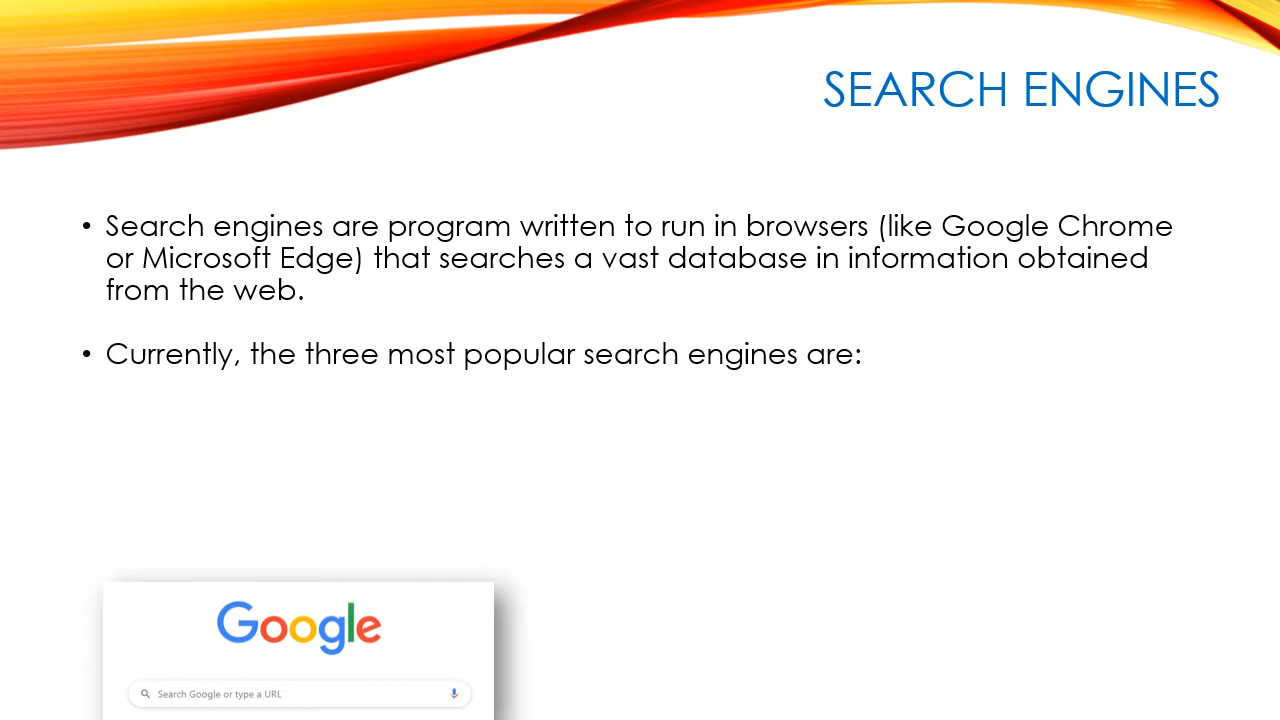 SEARCH ENGINES
• Search engines are program written to run in browsers (like Google Chrome
or Microsoft Edge) that searches a vast database in information obtained
from the web.
• Currently, the three most popular search engines are:
Google
Search Google or type a URL